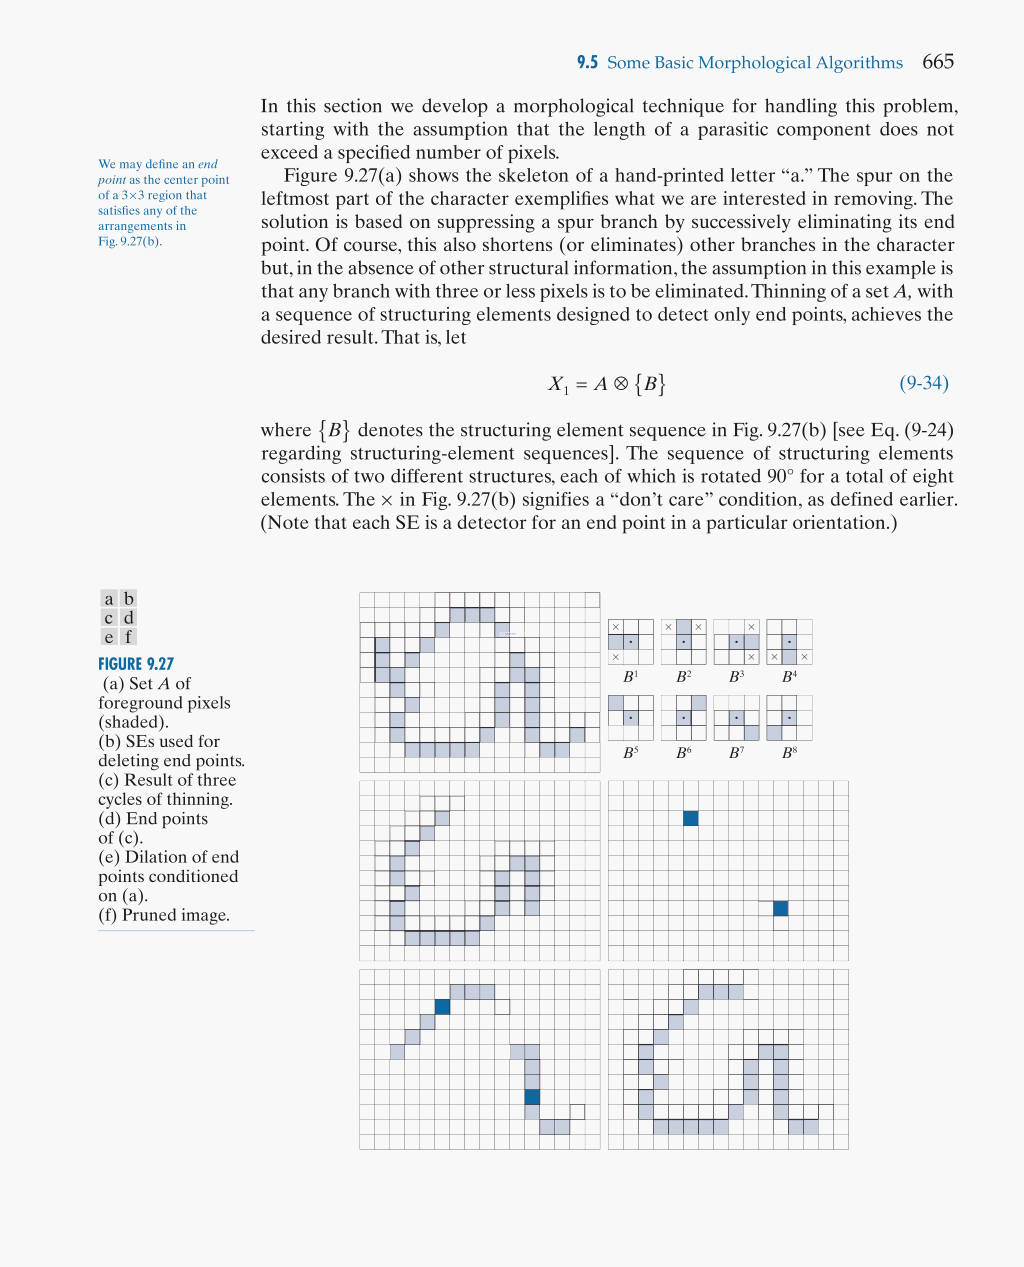 9.5 Some Basic Morphological Algorithms 665
In this section we develop a morphological technique for handling this problem,
starting with the assumption that the length of a parasitic component does not
exceed a specified number of pixels.
We may define an end
point as the center point
of a 3×3 region that
satisfies any of the
arrangements in
Fig. 9.27(b).
Figure 9.27(a) shows the skeleton of a hand-printed letter “a.” The spur on the
leftmost part of the character exemplifies what we are interested in removing. The
solution is based on suppressing a spur branch by successively eliminating its end
point. Of course, this also shortens (or eliminates) other branches in the character
but, in the absence of other structural information, the assumption in this example is
that any branch with three or less pixels is to be eliminated. Thinning of a set A, with
a sequence of structuring elements designed to detect only end points, achieves the
desired result. That is, let
X₁ = A ⊗ {B} (9-34)
where {B} denotes the structuring element sequence in Fig. 9.27(b) [see Eq. (9-24)
regarding structuring-element sequences]. The sequence of structuring elements
consists of two different structures, each of which is rotated 90° for a total of eight
elements. The × in Fig. 9.27(b) signifies a “don’t care” condition, as defined earlier.
(Note that each SE is a detector for an end point in a particular orientation.)
a b
c d
e f
FIGURE 9.27
(a) Set A of
foreground pixels
(shaded).
(b) SEs used for
deleting end points.
(c) Result of three
cycles of thinning.
(d) End points
of (c).
(e) Dilation of end
points conditioned
on (a).
(f) Pruned image.
× × × ×
× × × ×
B¹ B² B³ B⁴
B⁵ B⁶ B⁷ B⁸